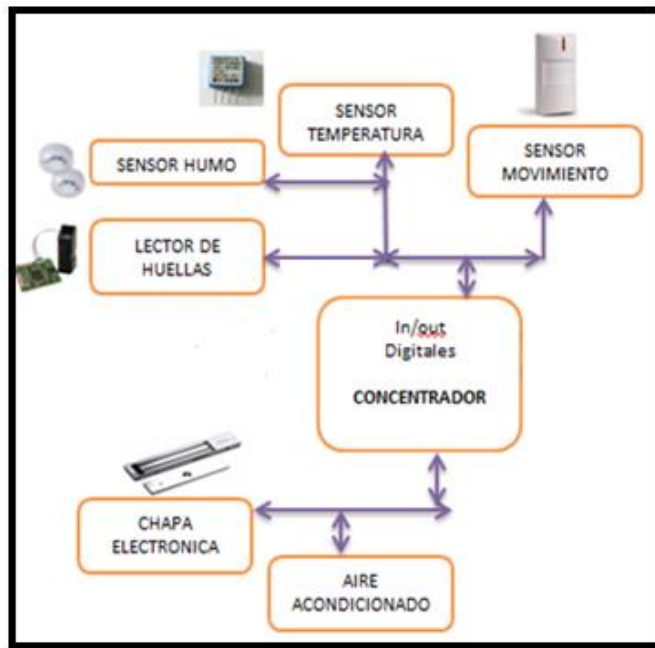 SENSOR
TEMPERATURA
SENSOR HUMO
SENSOR
MOVIMIENTO
LECTOR DE
HUELLAS
In/out
Digitales
CONCENTRADOR
CHAPA
ELECTRONICA
AIRE
ACONDICIONADO